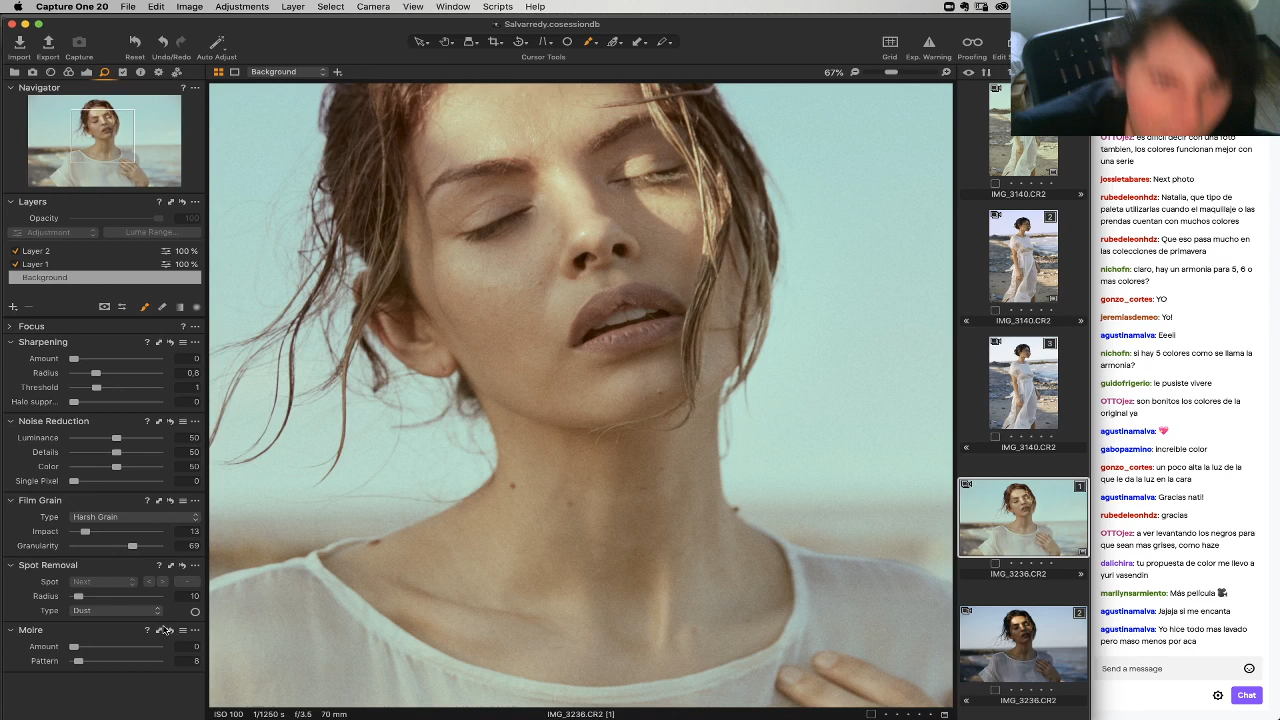 Capture One 20 File Edit Image Adjustments Layer Select Camera View Window Scripts Help
Salvarredy.cosessiondb
Import Export Capture Reset Undo/Redo Auto Adjust Cursor Tools Grid Exp. Warning Proofing Edit
Background 67%
Navigator ? ...
Layers ? ...
Opacity 100
Adjustment Luma Range...
Layer 2 100 %
Layer 1 100 %
Background
Focus ? ...
Sharpening ? ...
Amount 0
Radius 0,8
Threshold 1
Halo suppr... 0
Noise Reduction ? ...
Luminance 50
Details 50
Color 50
Single Pixel 0
Film Grain ? ...
Type Harsh Grain
Impact 13
Granularity 69
Spot Removal ? ...
Spot Next < > -
Radius 10
Type Dust
Moire ? ...
Amount 0
Pattern 8
ISO 100 1/1250 s f/3.5 70 mm IMG_3236.CR2 [1]
IMG_3140.CR2 »
2
« IMG_3140.CR2 »
3
« IMG_3140.CR2
1
IMG_3236.CR2 »
2
« IMG_3236.CR2
OTTOjez: es dificil decir con una foto
tambien, los colores funcionan mejor con
una serie
jossietabares: Next photo
rubedeleonhdz: Natalia, que tipo de
paleta utilizarlas cuando el maquillaje o las
prendas cuentan con muchos colores
rubedeleonhdz: Que eso pasa mucho en
las colecciones de primavera
nichofn: claro, hay un armonia para 5, 6 o
mas colores?
gonzo_cortes: YO
jeremiasdemeo: Yo!
agustinamalva: Eeell
nichofn: si hay 5 colores como se llama la
armonía?
guidofrigerio: le pusiste vivere
OTTOjez: son bonitos los colores de la
original ya
agustinamalva: 💖
gabopazmino: increible color
gonzo_cortes: un poco alta la luz de la
que le da la luz en la cara
agustinamalva: Gracias nati!
rubedeleonhdz: gracias
OTTOjez: a ver levantando los negros para
que sean mas grises, como haze
dalichira: tu propuesta de color me llevo a
yuri vasendin
marilynsarmiento: Más película 🎥
agustinamalva: Jajaja si me encanta
agustinamalva: Yo hice todo mas lavado
pero maso menos por aca
Send a message
Chat